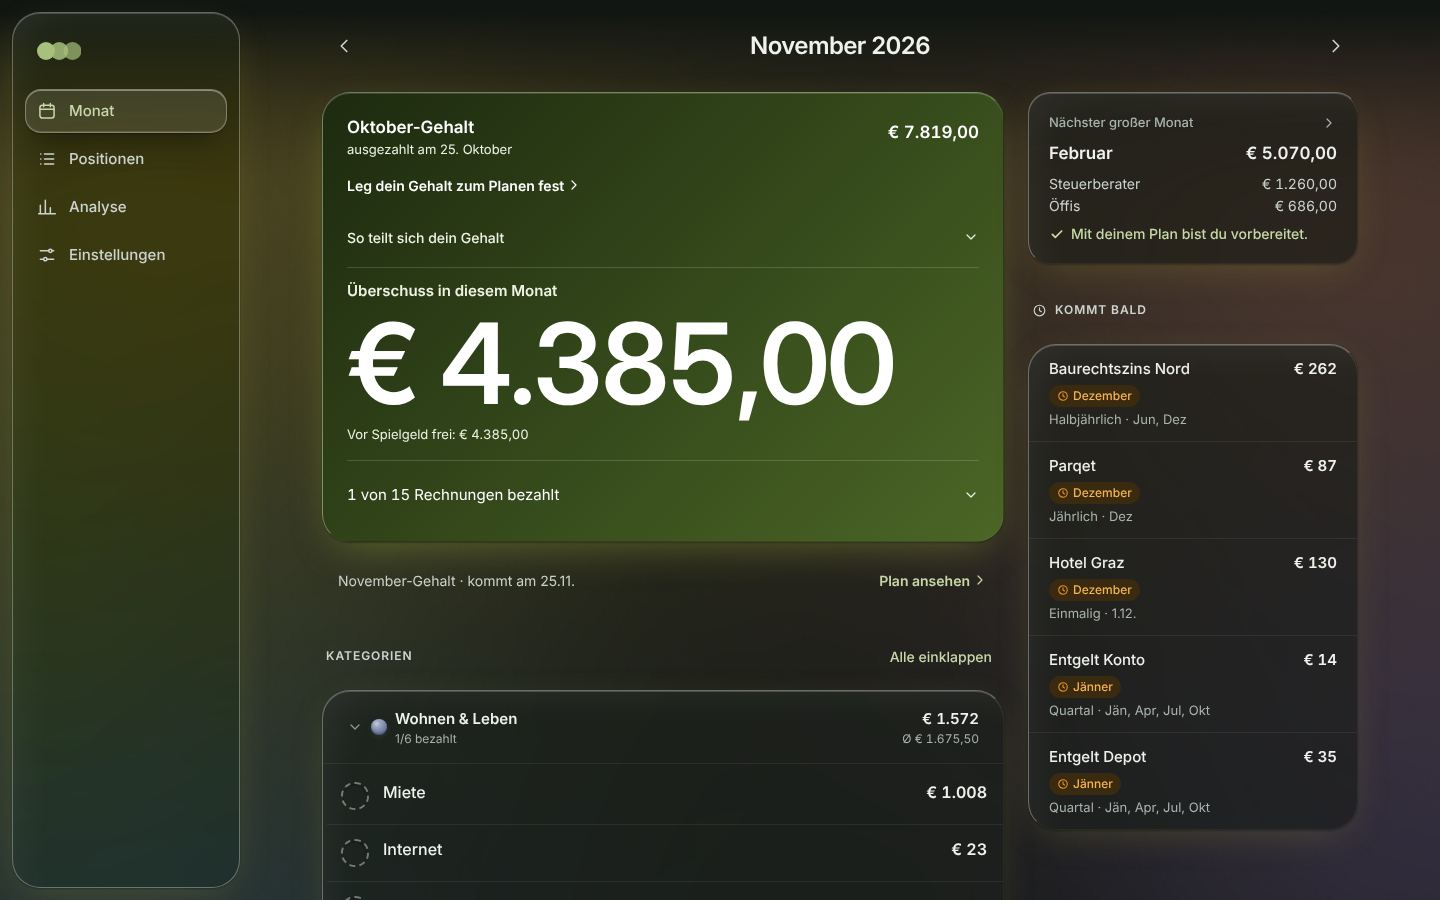 Monat
Positionen
Analyse
Einstellungen
November 2026
Oktober-Gehalt
€ 7.819,00
ausgezahlt am 25. Oktober
Leg dein Gehalt zum Planen fest
So teilt sich dein Gehalt
Überschuss in diesem Monat
€ 4.385,00
Vor Spielgeld frei: € 4.385,00
1 von 15 Rechnungen bezahlt
November-Gehalt · kommt am 25.11.
Plan ansehen
KATEGORIEN
Alle einklappen
Wohnen & Leben
€ 1.572
1/6 bezahlt
Ø € 1.675,50
Miete
€ 1.008
Internet
€ 23
Nächster großer Monat
Februar
€ 5.070,00
Steuerberater
€ 1.260,00
Öffis
€ 686,00
Mit deinem Plan bist du vorbereitet.
KOMMT BALD
Baurechtszins Nord
€ 262
Dezember
Halbjährlich · Jun, Dez
Parqet
€ 87
Dezember
Jährlich · Dez
Hotel Graz
€ 130
Dezember
Einmalig · 1.12.
Entgelt Konto
€ 14
Jänner
Quartal · Jän, Apr, Jul, Okt
Entgelt Depot
€ 35
Jänner
Quartal · Jän, Apr, Jul, Okt